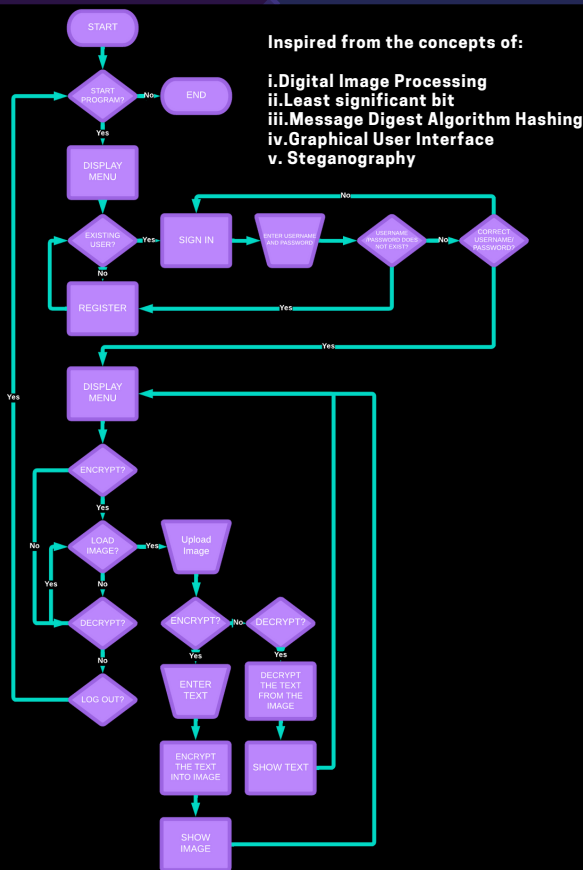 START
Inspired from the concepts of:
i.Digital Image Processing
ii.Least significant bit
iii.Message Digest Algorithm Hashing
iv.Graphical User Interface
v. Steganography
START
PROGRAM?
No
END
Yes
DISPLAY
MENU
No
EXISTING
USER?
Yes
SIGN IN
ENTER USERNAME
AND PASSWORD
USERNAME
/PASSWORD DOES
NOT EXIST?
No
CORRECT
USERNAME/
PASSWORD?
No
REGISTER
Yes
Yes
DISPLAY
MENU
Yes
ENCRYPT?
Yes
LOAD
IMAGE?
Yes
Upload
Image
No
Yes
No
DECRYPT?
ENCRYPT?
No
DECRYPT?
No
Yes
Yes
LOG OUT?
ENTER
TEXT
DECRYPT
THE TEXT
FROM THE
IMAGE
ENCRYPT
THE TEXT
INTO IMAGE
SHOW TEXT
SHOW
IMAGE